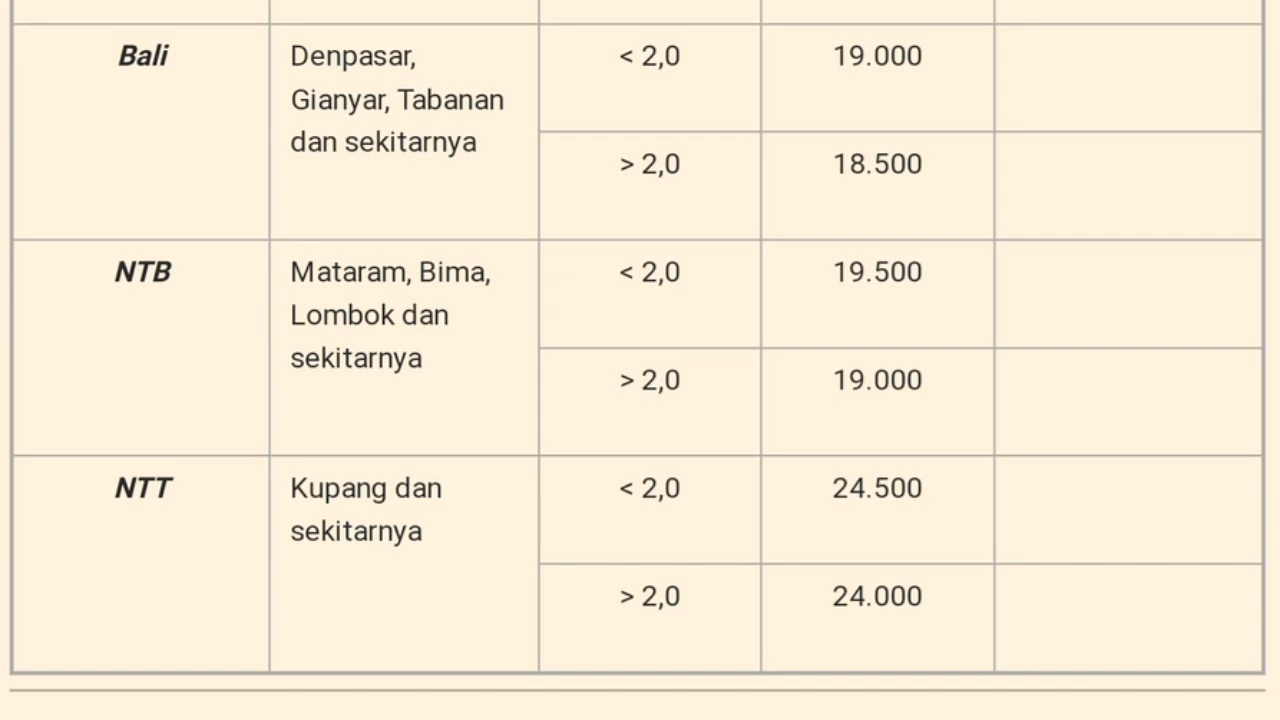 Bali
Denpasar,
Gianyar, Tabanan
dan sekitarnya
< 2,0
19.000
> 2,0
18.500
NTB
Mataram, Bima,
Lombok dan
sekitarnya
< 2,0
19.500
> 2,0
19.000
NTT
Kupang dan
sekitarnya
< 2,0
24.500
> 2,0
24.000